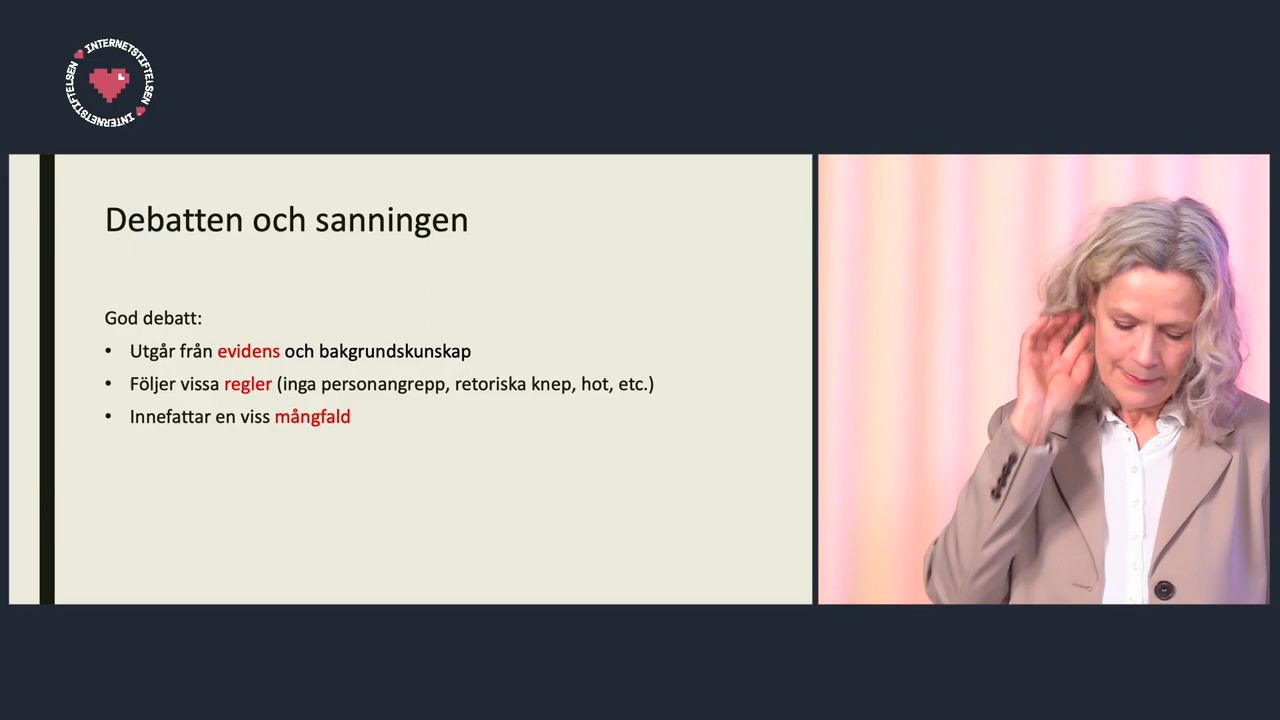 INTERNETSTIFTELSEN
INTERNETSTIFTELSEN
Debatten och sanningen
God debatt:
• Utgår från evidens och bakgrundskunskap
• Följer vissa regler (inga personangrepp, retoriska knep, hot, etc.)
• Innefattar en viss mångfald